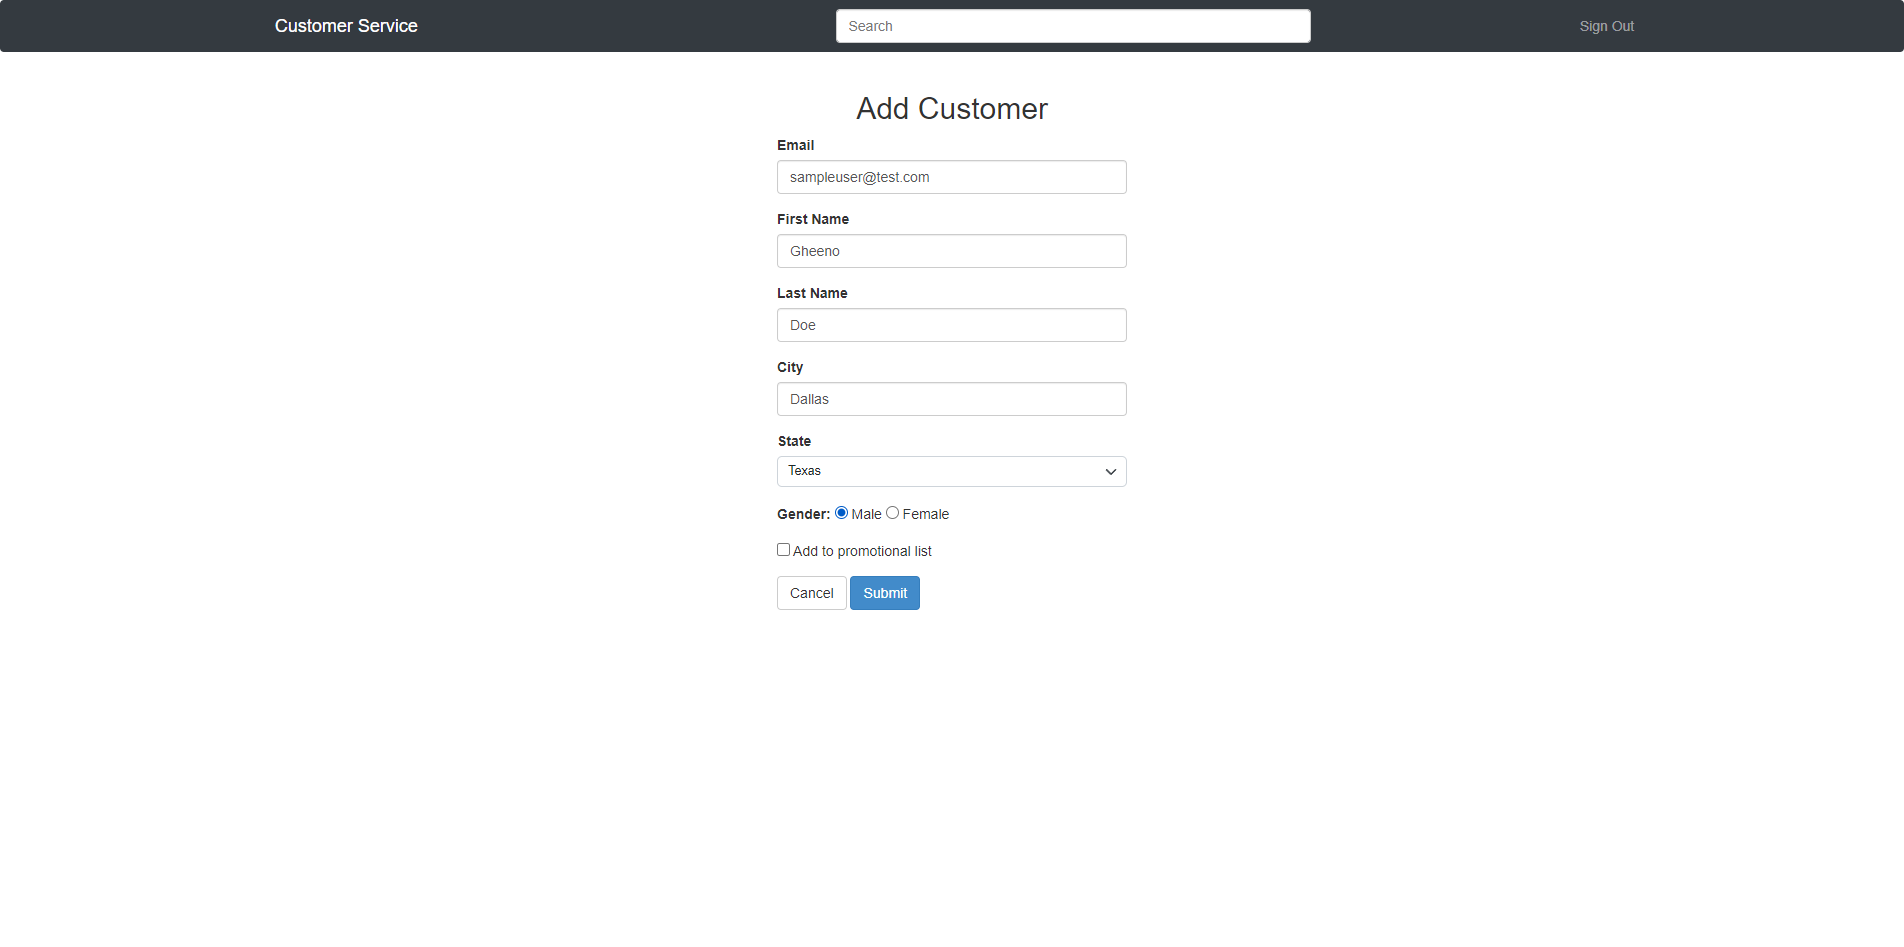 Customer Service
Search
Sign Out
Add Customer
Email
sampleuser@test.com
First Name
Gheeno
Last Name
Doe
City
Dallas
State
Texas
Gender: Male Female
Add to promotional list
Cancel Submit